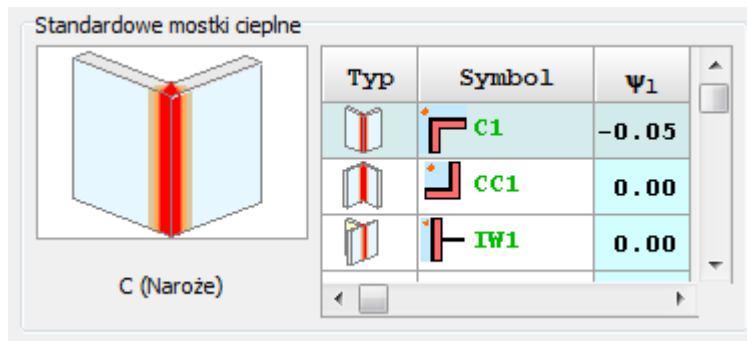 Standardowe mostki cieplne
Typ Symbol Ψ1
C1 -0.05
CC1 0.00
IW1 0.00
C (Naroże)